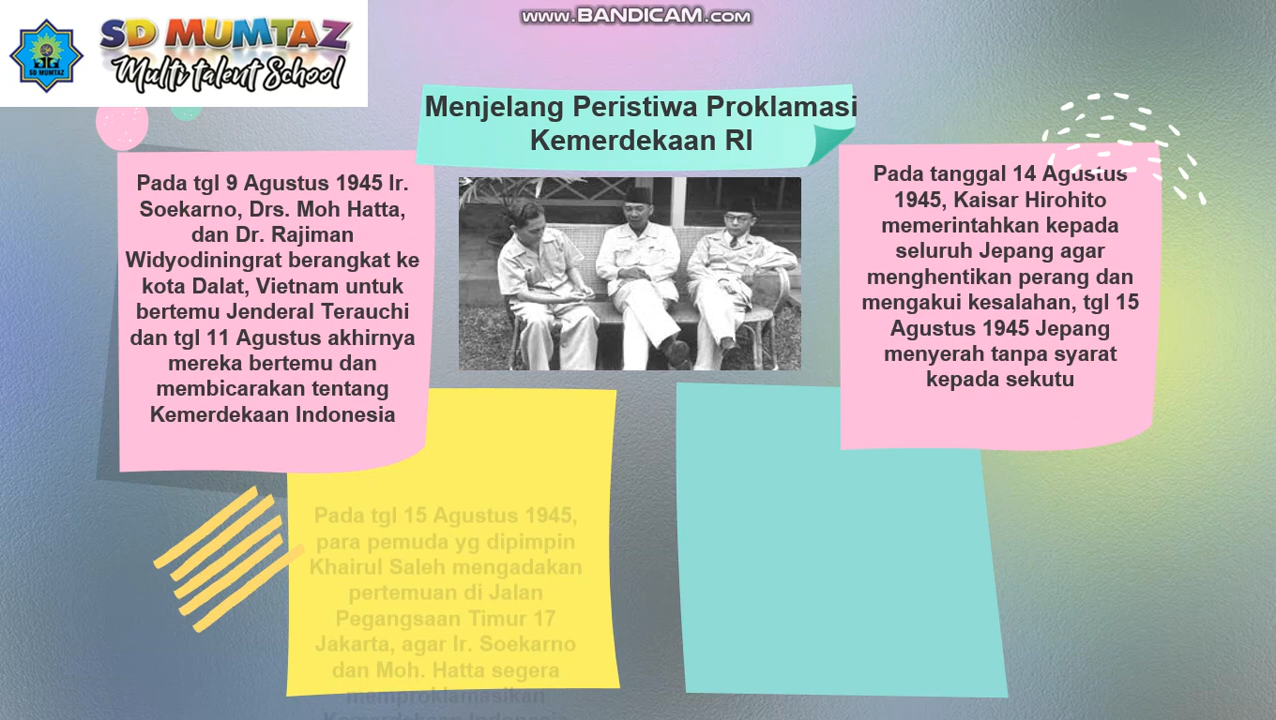 www.BANDICAM.com
SD MUMTAZ
Multi talent School
SD MUMTAZ
Menjelang Peristiwa Proklamasi
Kemerdekaan RI
Pada tgl 9 Agustus 1945 Ir.
Soekarno, Drs. Moh Hatta,
dan Dr. Rajiman
Widyodiningrat berangkat ke
kota Dalat, Vietnam untuk
bertemu Jenderal Terauchi
dan tgl 11 Agustus akhirnya
mereka bertemu dan
membicarakan tentang
Kemerdekaan Indonesia
Pada tanggal 14 Agustus
1945, Kaisar Hirohito
memerintahkan kepada
seluruh Jepang agar
menghentikan perang dan
mengakui kesalahan, tgl 15
Agustus 1945 Jepang
menyerah tanpa syarat
kepada sekutu
Pada tgl 15 Agustus 1945,
para pemuda yg dipimpin
Khairul Saleh mengadakan
pertemuan di Jalan
Pegangsaan Timur 17
Jakarta, agar Ir. Soekarno
dan Moh. Hatta segera
memproklamasikan
Kemerdekaan Indonesia